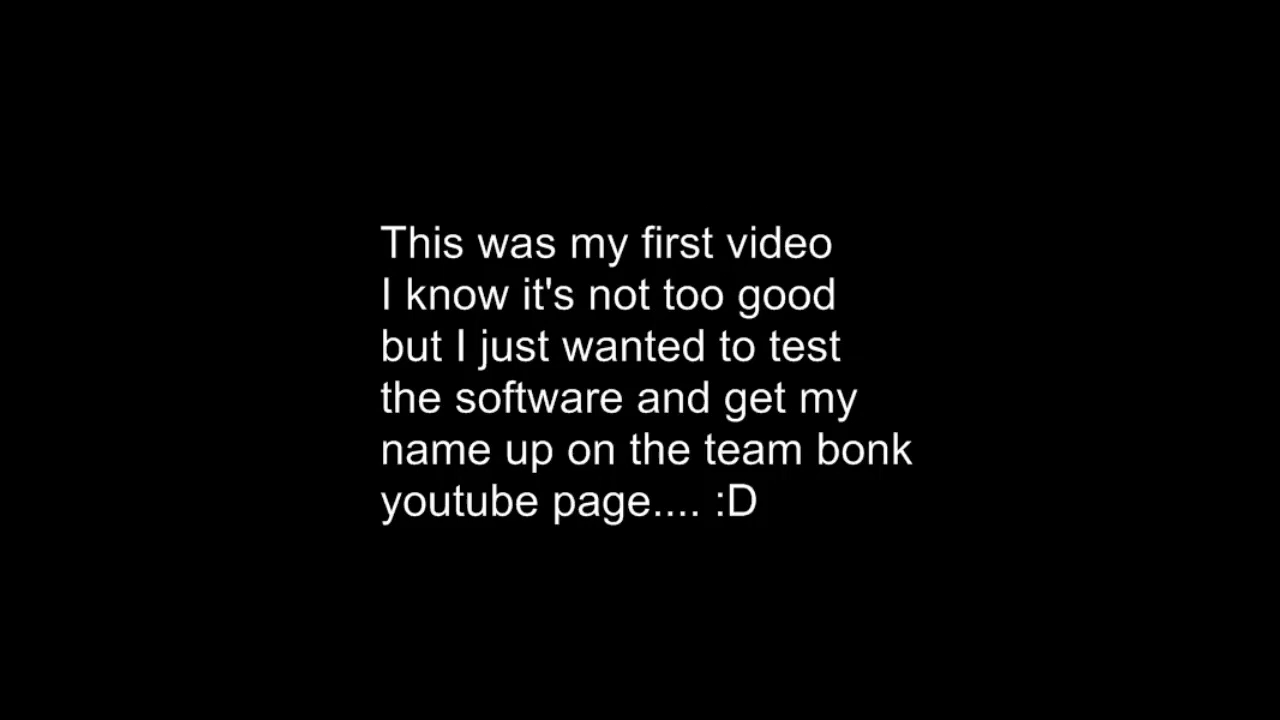 This was my first video
I know it's not too good
but I just wanted to test
the software and get my
name up on the team bonk
youtube page.... :D